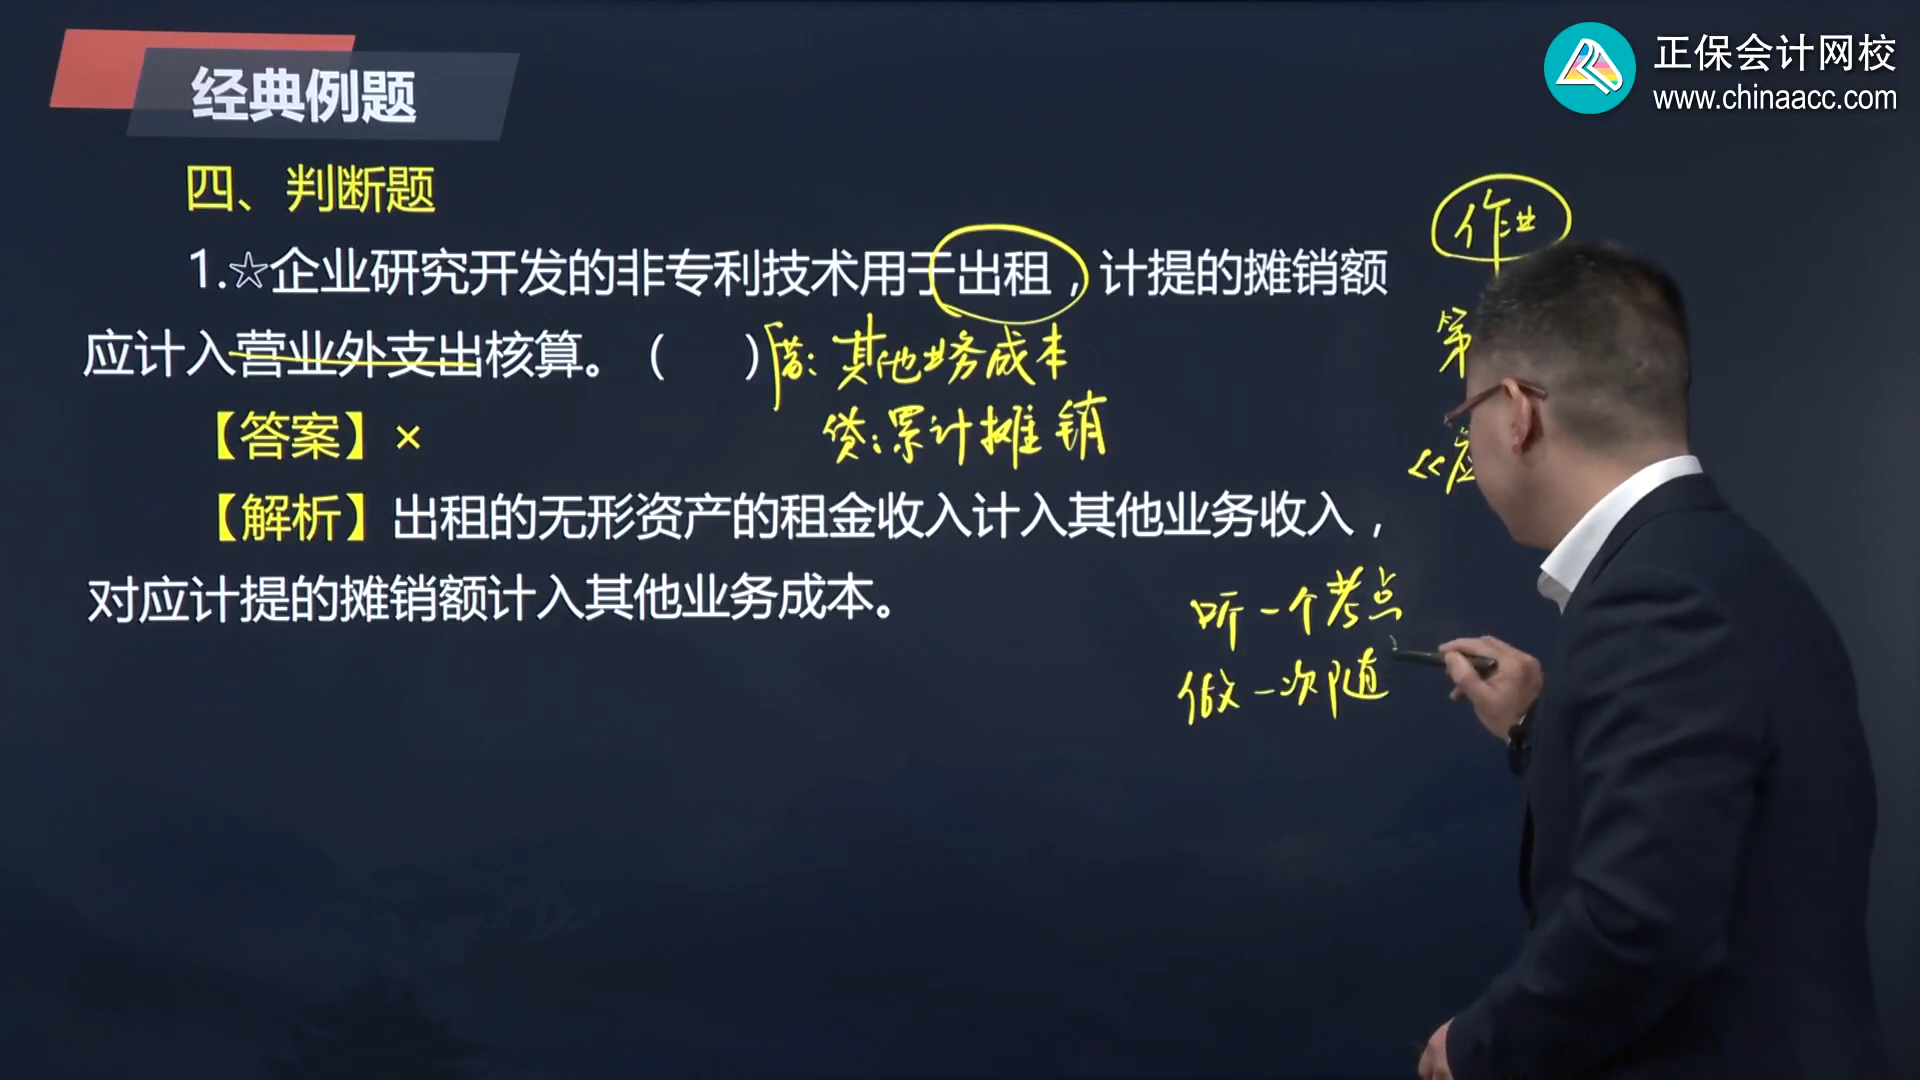 正保会计网校
www.chinaacc.com
经典例题
四、判断题
1.☆企业研究开发的非专利技术用于出租，计提的摊销额
应计入营业外支出核算。（ ）
借：其他业务成本
贷：累计摊销
【答案】×
【解析】出租的无形资产的租金收入计入其他业务收入，
对应计提的摊销额计入其他业务成本。
作业
第
听一个考点
做一次随